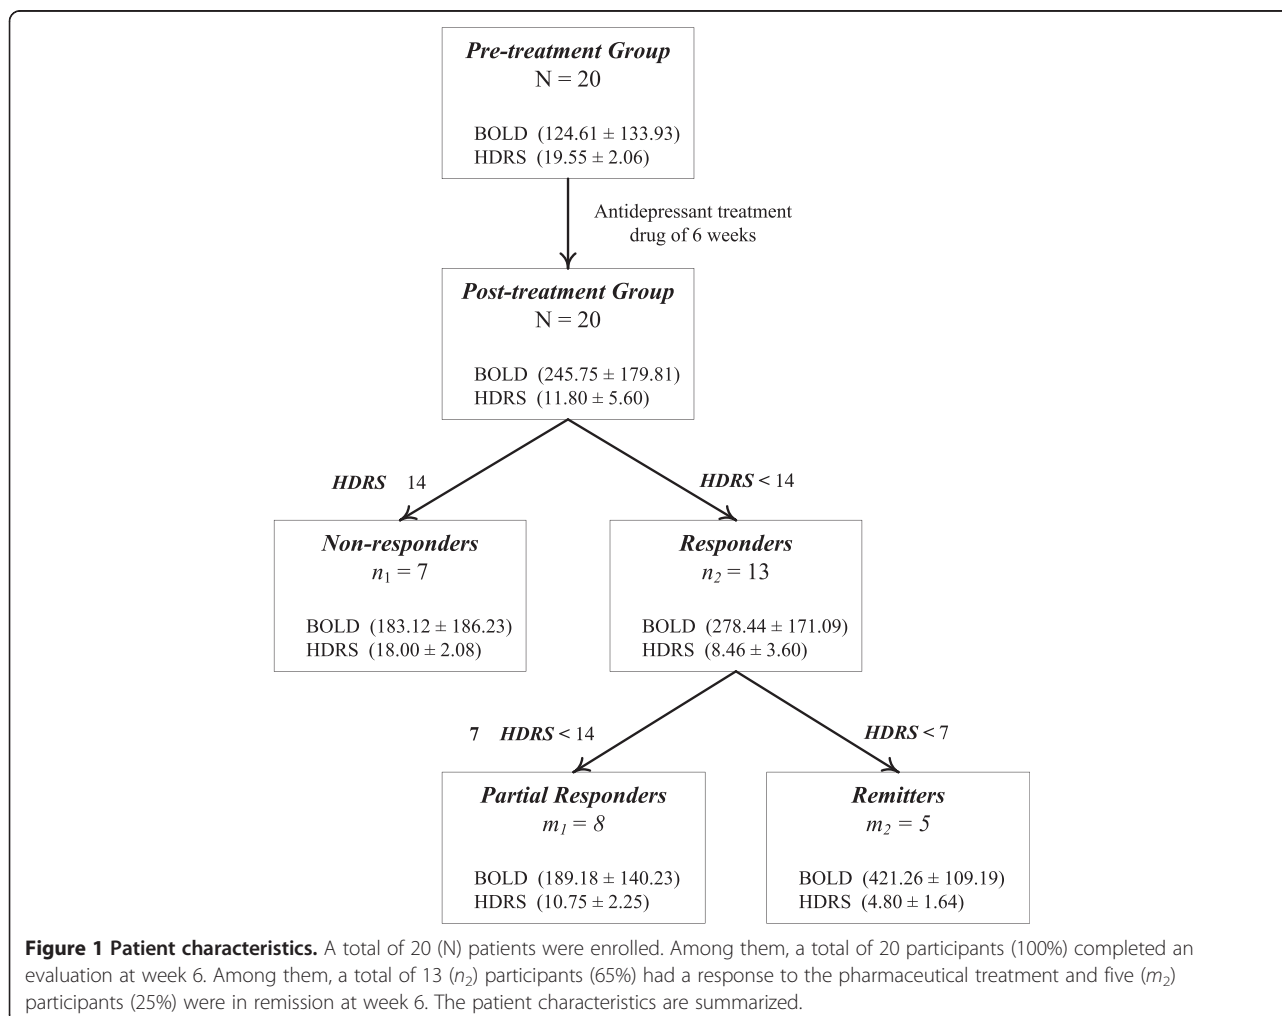 Pre-treatment Group
N = 20
BOLD (124.61 ± 133.93)
HDRS (19.55 ± 2.06)
Antidepressant treatment
drug of 6 weeks
Post-treatment Group
N = 20
BOLD (245.75 ± 179.81)
HDRS (11.80 ± 5.60)
HDRS 14
HDRS < 14
Non-responders
n1 = 7
BOLD (183.12 ± 186.23)
HDRS (18.00 ± 2.08)
Responders
n2 = 13
BOLD (278.44 ± 171.09)
HDRS (8.46 ± 3.60)
7 HDRS < 14
HDRS < 7
Partial Responders
m1 = 8
BOLD (189.18 ± 140.23)
HDRS (10.75 ± 2.25)
Remitters
m2 = 5
BOLD (421.26 ± 109.19)
HDRS (4.80 ± 1.64)
Figure 1 Patient characteristics. A total of 20 (N) patients were enrolled. Among them, a total of 20 participants (100%) completed an
evaluation at week 6. Among them, a total of 13 (n2) participants (65%) had a response to the pharmaceutical treatment and five (m2)
participants (25%) were in remission at week 6. The patient characteristics are summarized.